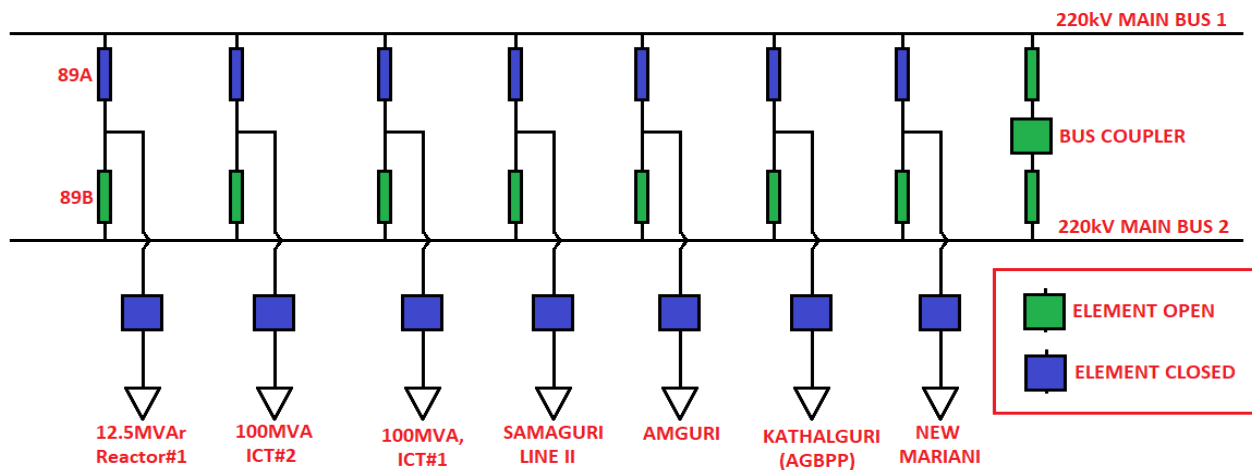 220kV MAIN BUS 1
89A
BUS COUPLER
89B
220kV MAIN BUS 2
ELEMENT OPEN
ELEMENT CLOSED
12.5MVAr
Reactor#1
100MVA
ICT#2
100MVA,
ICT#1
SAMAGURI
LINE II
AMGURI
KATHALGURI
(AGBPP)
NEW
MARIANI